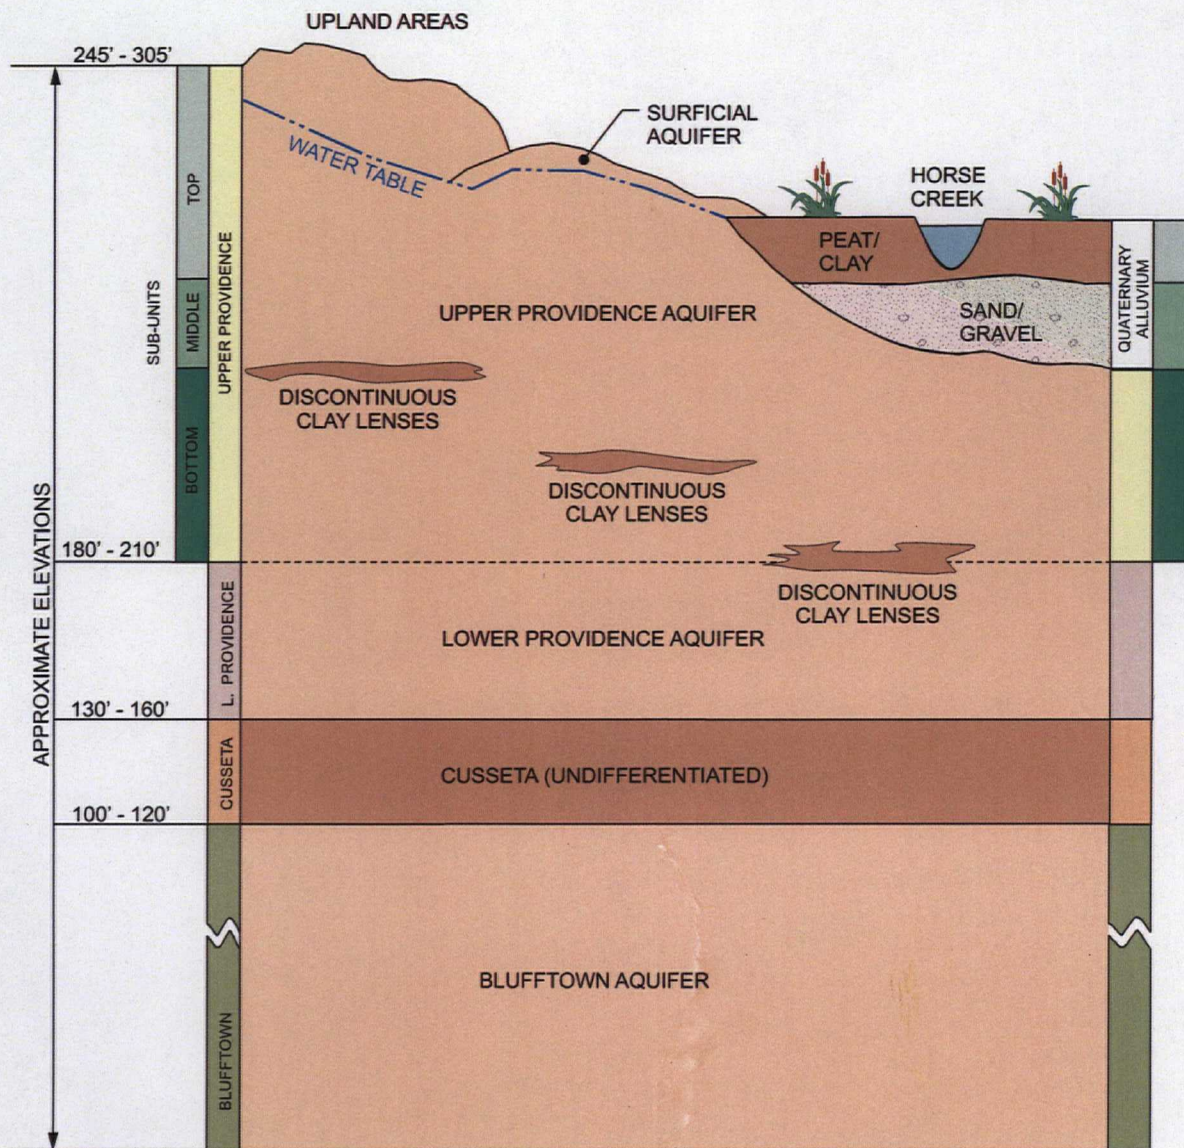 UPLAND AREAS
245' - 305'
SURFICIAL
AQUIFER
WATER TABLE
HORSE
CREEK
TOP
PEAT/
CLAY
SUB-UNITS
MIDDLE
UPPER PROVIDENCE
UPPER PROVIDENCE AQUIFER
SAND/
GRAVEL
QUATERNARY
ALLUVIUM
DISCONTINUOUS
CLAY LENSES
BOTTOM
DISCONTINUOUS
CLAY LENSES
APPROXIMATE ELEVATIONS
180' - 210'
DISCONTINUOUS
CLAY LENSES
L. PROVIDENCE
LOWER PROVIDENCE AQUIFER
130' - 160'
CUSSETA
CUSSETA (UNDIFFERENTIATED)
100' - 120'
BLUFFTOWN AQUIFER
BLUFFTOWN